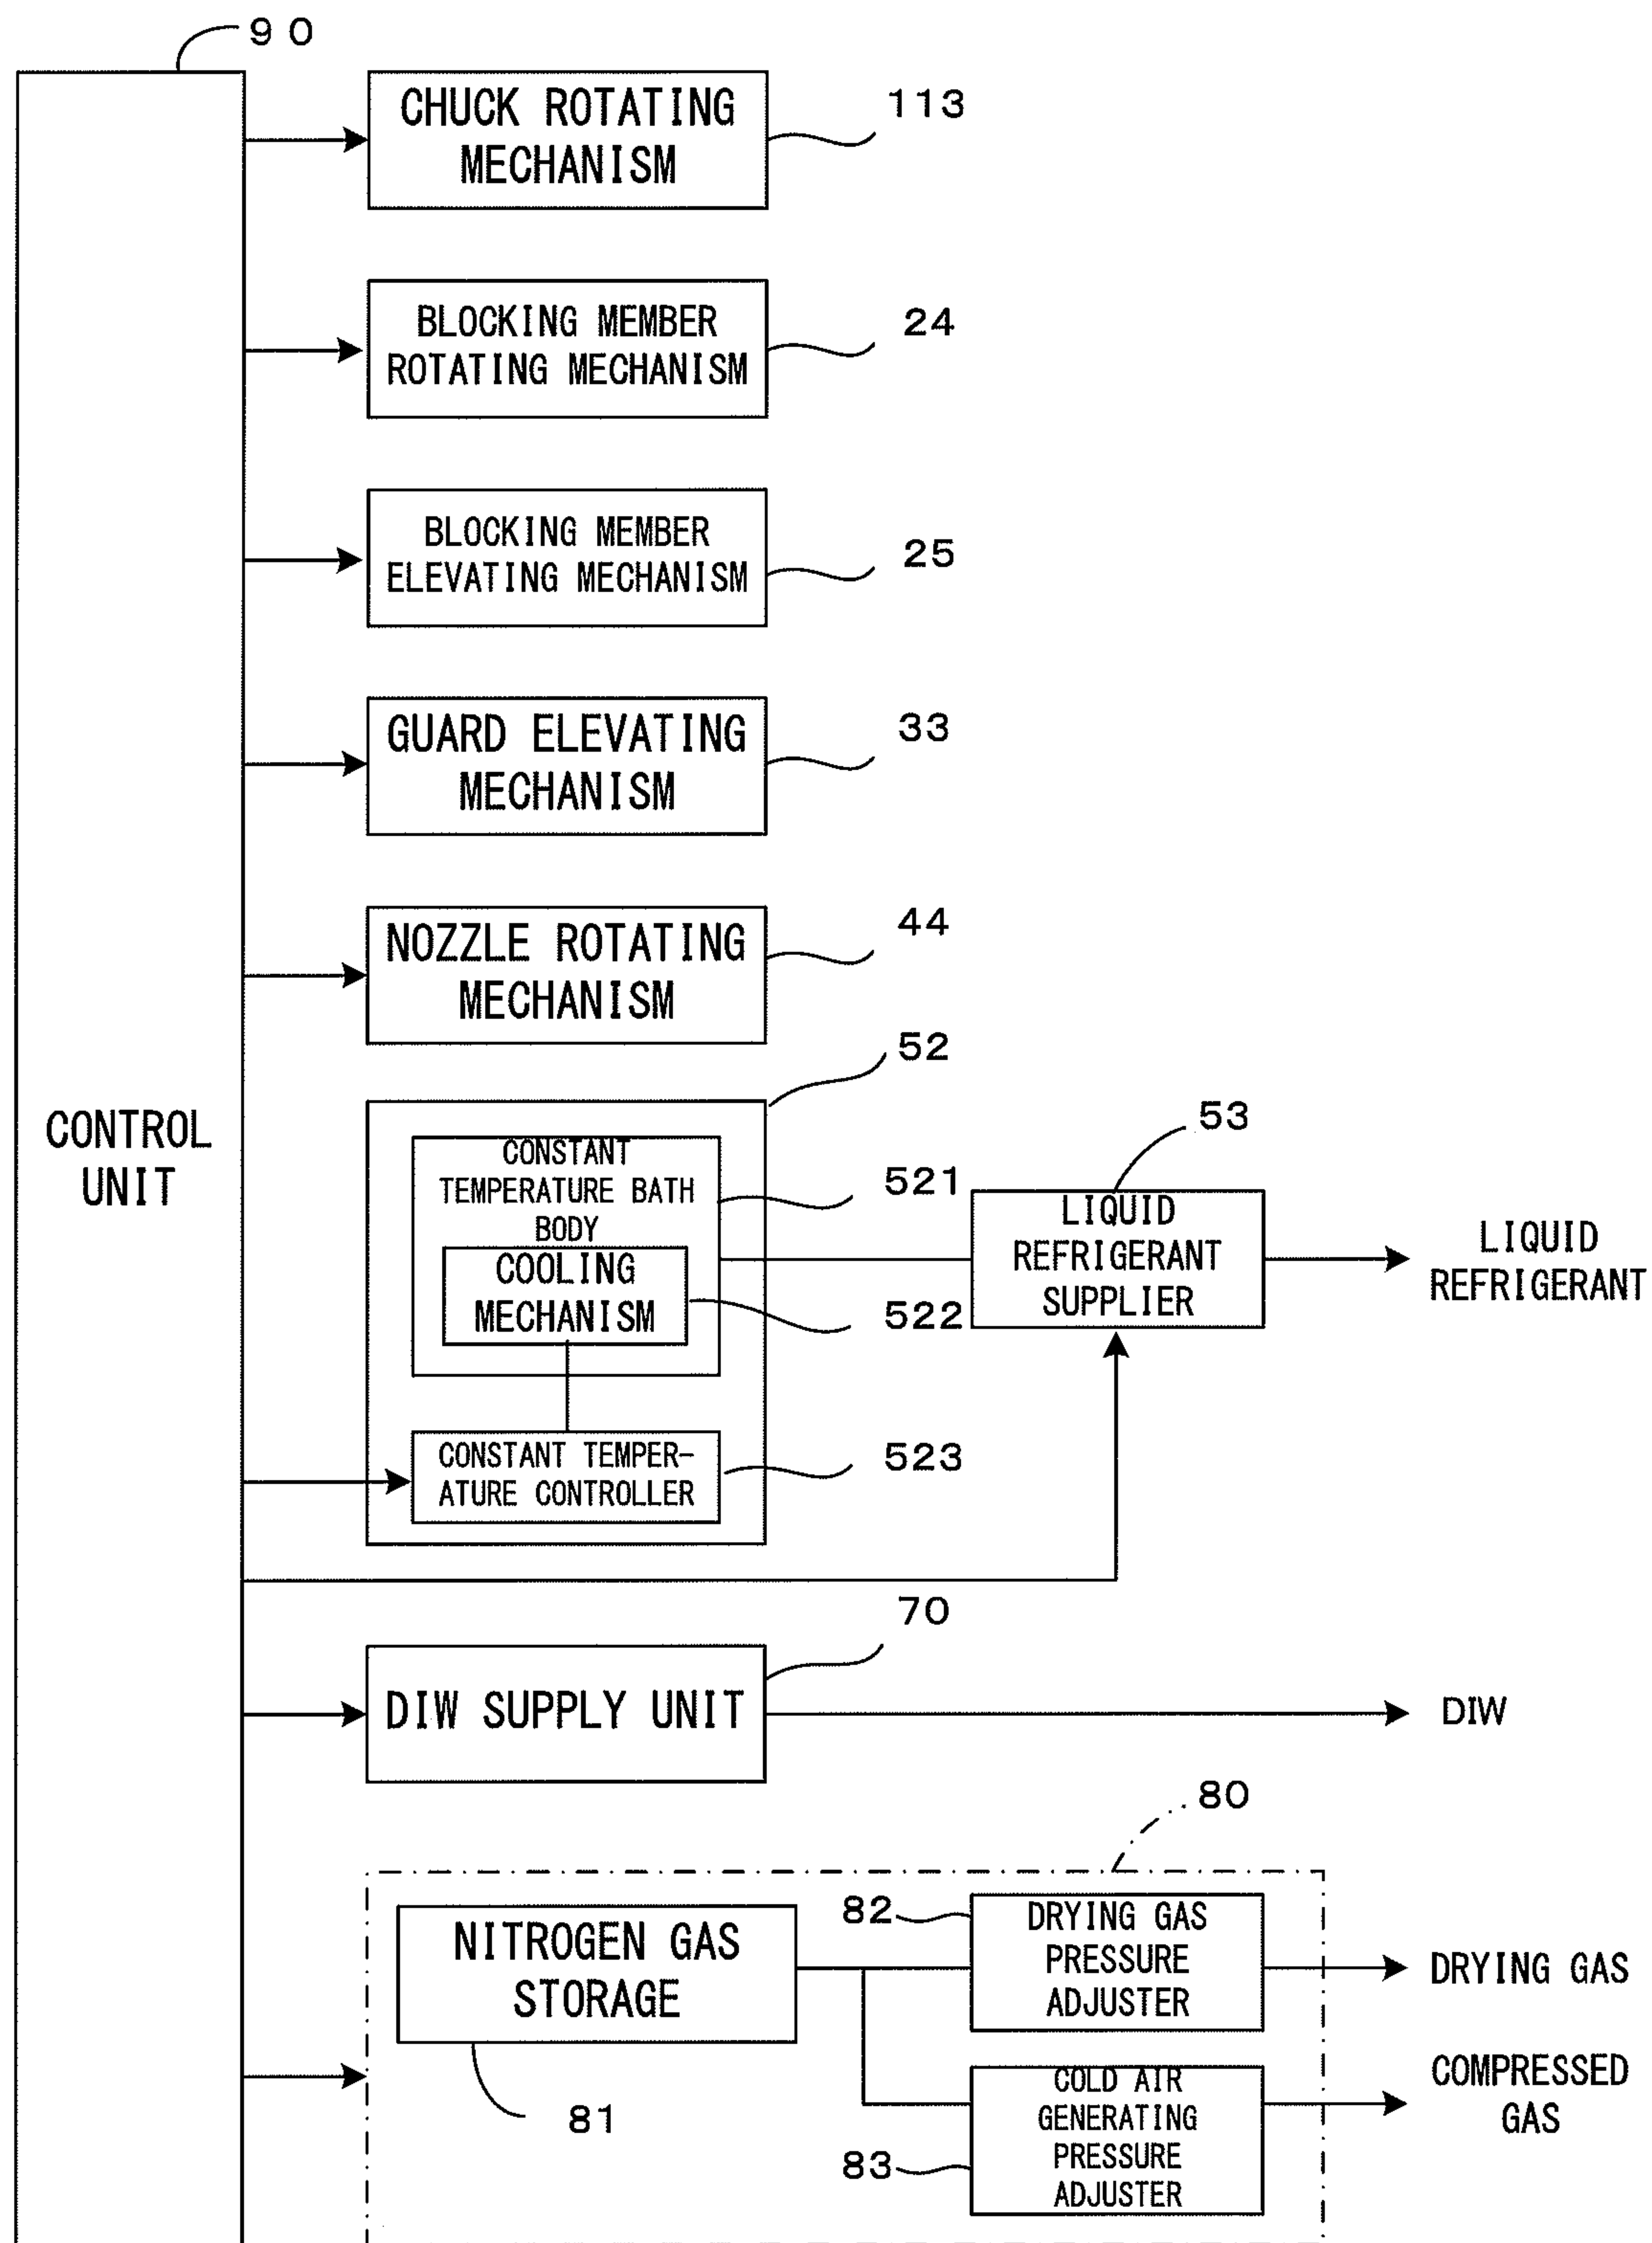 90
CHUCK ROTATING
MECHANISM
113
BLOCKING MEMBER
ROTATING MECHANISM
24
BLOCKING MEMBER
ELEVATING MECHANISM
25
GUARD ELEVATING
MECHANISM
33
NOZZLE ROTATING
MECHANISM
44
CONTROL
UNIT
52
CONSTANT
TEMPERATURE BATH
BODY
521
COOLING
MECHANISM
522
CONSTANT TEMPER-
ATURE CONTROLLER
523
53
LIQUID
REFRIGERANT
SUPPLIER
LIQUID
REFRIGERANT
70
DIW SUPPLY UNIT
DIW
80
NITROGEN GAS
STORAGE
81
82
DRYING GAS
PRESSURE
ADJUSTER
DRYING GAS
83
COLD AIR
GENERATING
PRESSURE
ADJUSTER
COMPRESSED
GAS